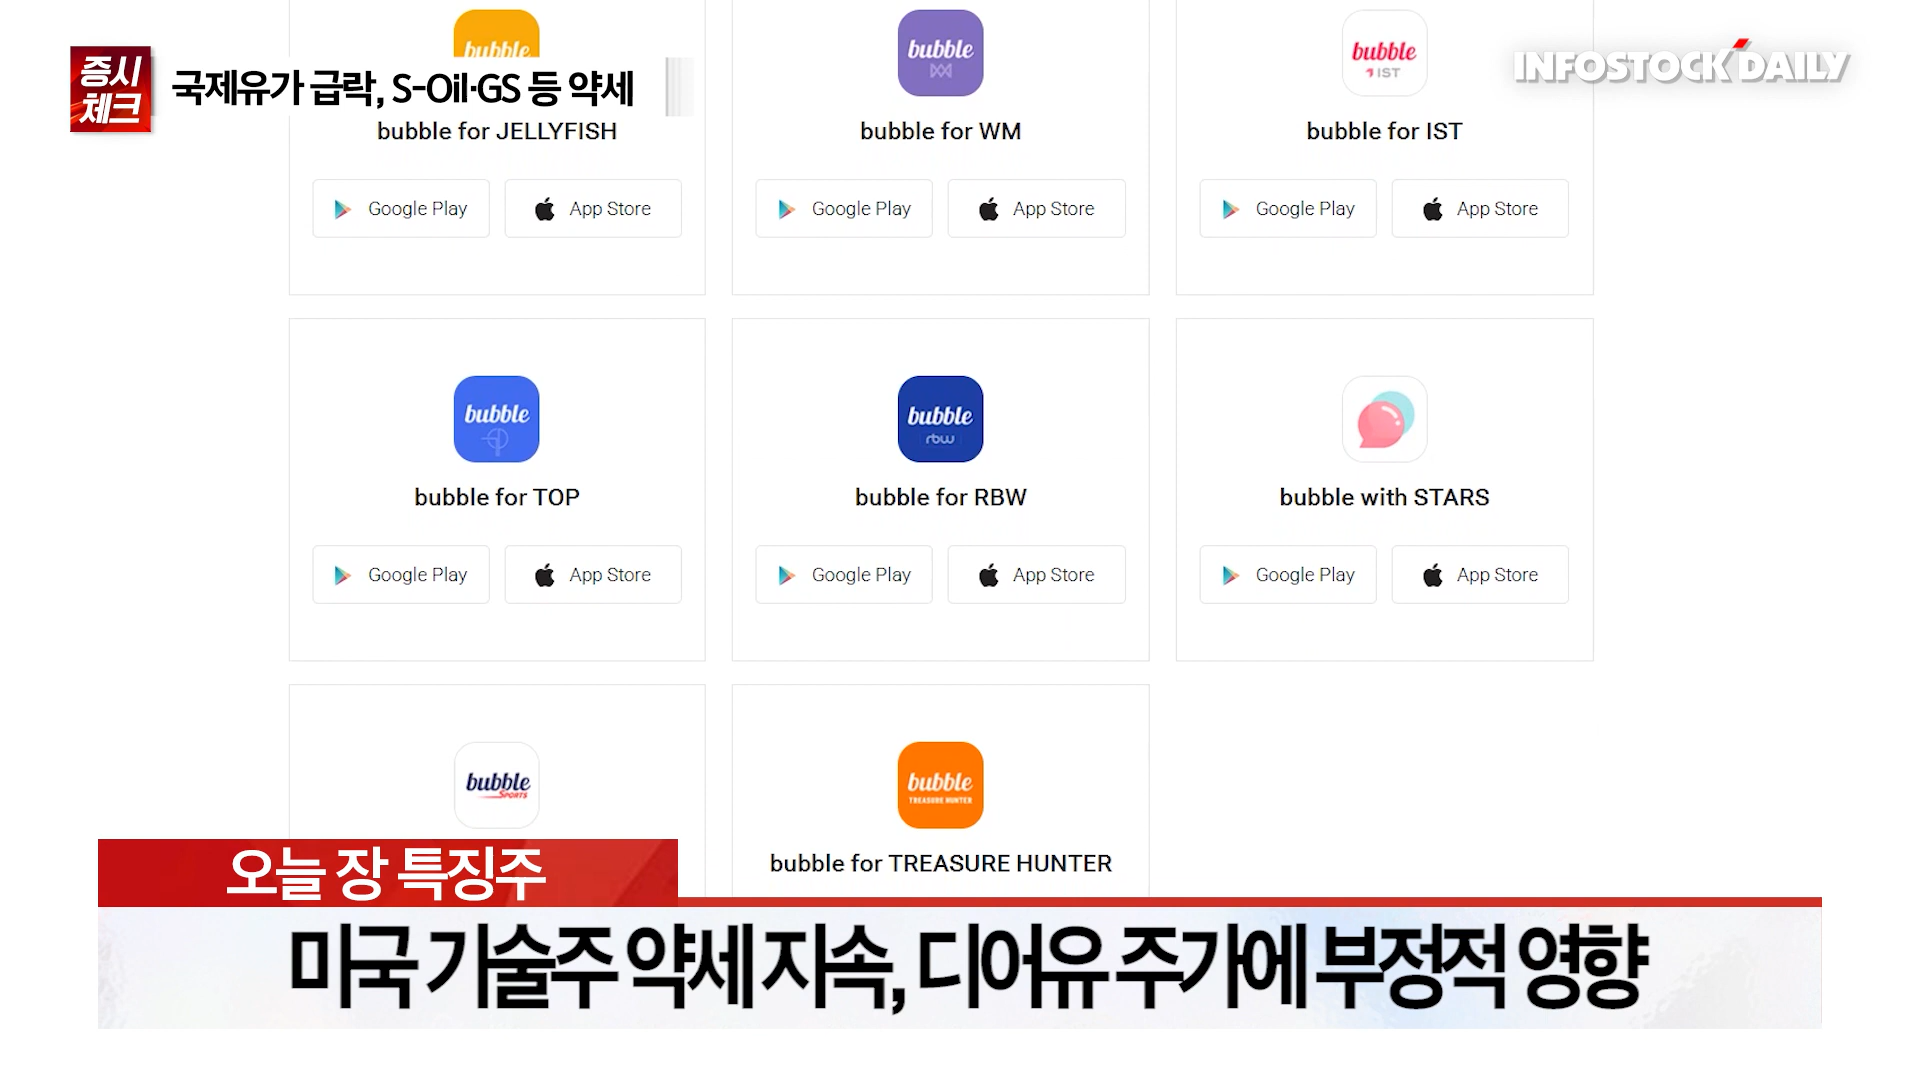 증시
체크
국제유가 급락, S-Oil·GS 등 약세
INFOSTOCK DAILY
bubble
bubble
bubble
IST
bubble for JELLYFISH
bubble for WM
bubble for IST
Google Play
App Store
Google Play
App Store
Google Play
App Store
bubble
bubble
rbw
bubble for TOP
bubble for RBW
bubble with STARS
Google Play
App Store
Google Play
App Store
Google Play
App Store
bubble
SPORTS
bubble
TREASURE HUNTER
bubble for TREASURE HUNTER
오늘 장 특징주
미국 기술주 약세 지속, 디어유 주가에 부정적 영향